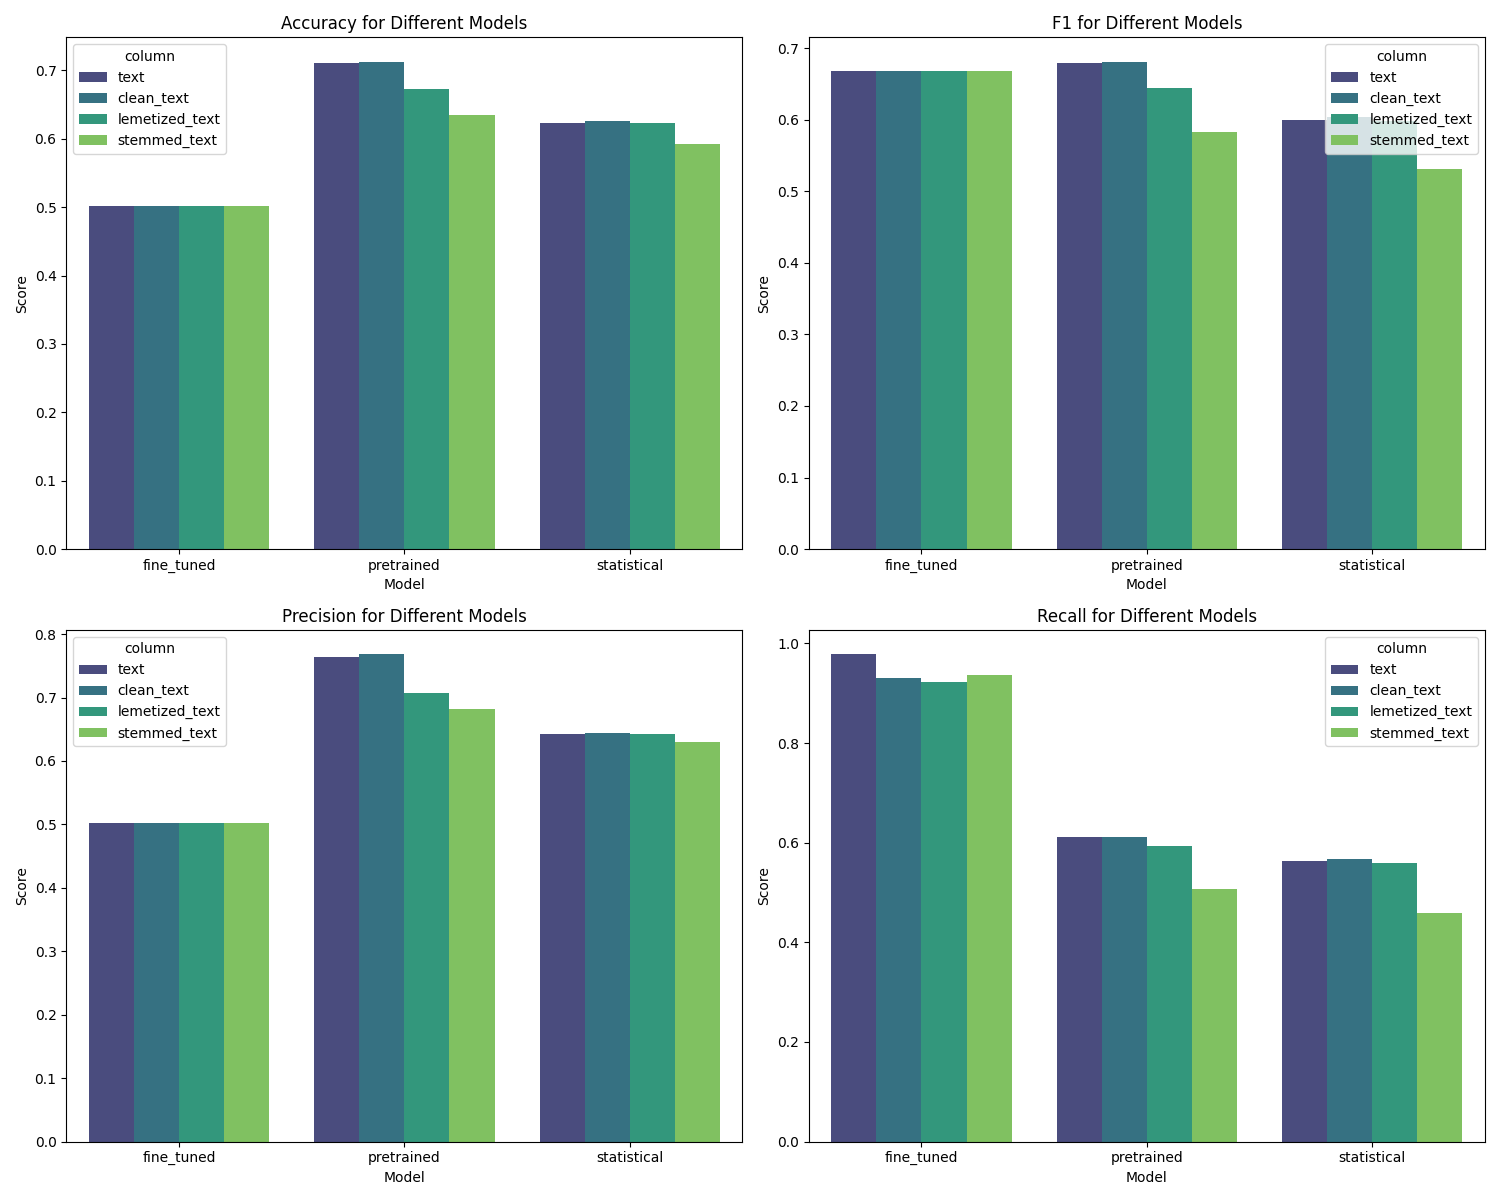 Accuracy for Different Models
column
text
clean_text
lemetized_text
stemmed_text
Score
0.7
0.6
0.5
0.4
0.3
0.2
0.1
0.0
fine_tuned pretrained statistical
Model
F1 for Different Models
column
text
clean_text
lemetized_text
stemmed_text
Score
0.7
0.6
0.5
0.4
0.3
0.2
0.1
0.0
fine_tuned pretrained statistical
Model
Precision for Different Models
column
text
clean_text
lemetized_text
stemmed_text
Score
0.8
0.7
0.6
0.5
0.4
0.3
0.2
0.1
0.0
fine_tuned pretrained statistical
Model
Recall for Different Models
column
text
clean_text
lemetized_text
stemmed_text
Score
1.0
0.8
0.6
0.4
0.2
0.0
fine_tuned pretrained statistical
Model